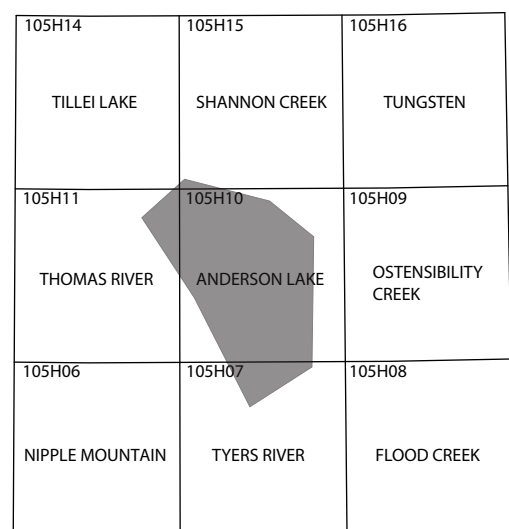 105H14
105H15
105H16
TILLEI LAKE
SHANNON CREEK
TUNGSTEN
105H11
105H10
105H09
THOMAS RIVER
ANDERSON LAKE
OSTENSIBILITY
CREEK
105H06
105H07
105H08
NIPPLE MOUNTAIN
TYERS RIVER
FLOOD CREEK